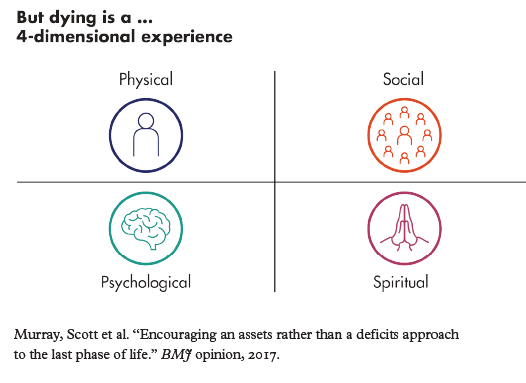 But dying is a ...
4-dimensional experience
Physical
Social
Psychological
Spiritual
Murray, Scott et al. “Encouraging an assets rather than a deficits approach
to the last phase of life.” BMJ opinion, 2017.